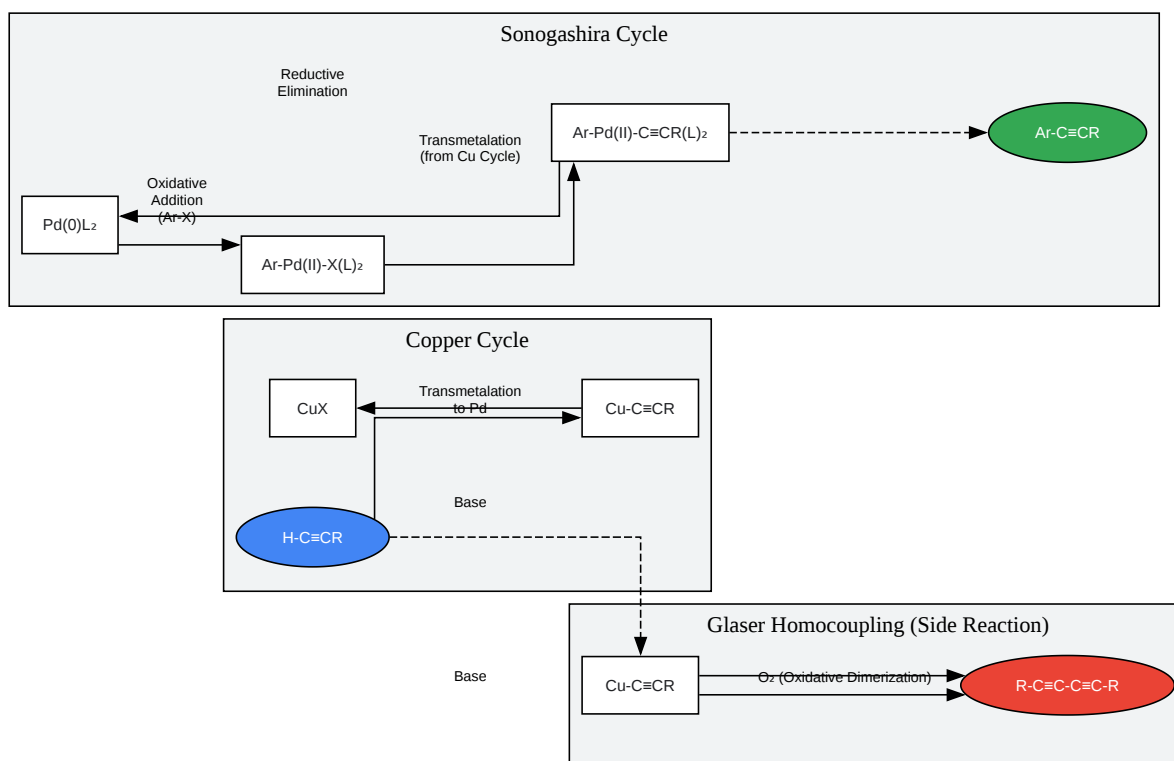 Sonogashira Cycle
Reductive
Elimination
Transmetalation
(from Cu Cycle)
Ar-Pd(II)-C≡CR(L)₂
Ar-C≡CR
Oxidative
Addition
(Ar-X)
Pd(0)L₂
Ar-Pd(II)-X(L)₂
Copper Cycle
CuX
Transmetalation
to Pd
Cu-C≡CR
Base
H-C≡CR
Glaser Homocoupling (Side Reaction)
Base
Cu-C≡CR
O₂ (Oxidative Dimerization)
R-C≡C-C≡C-R